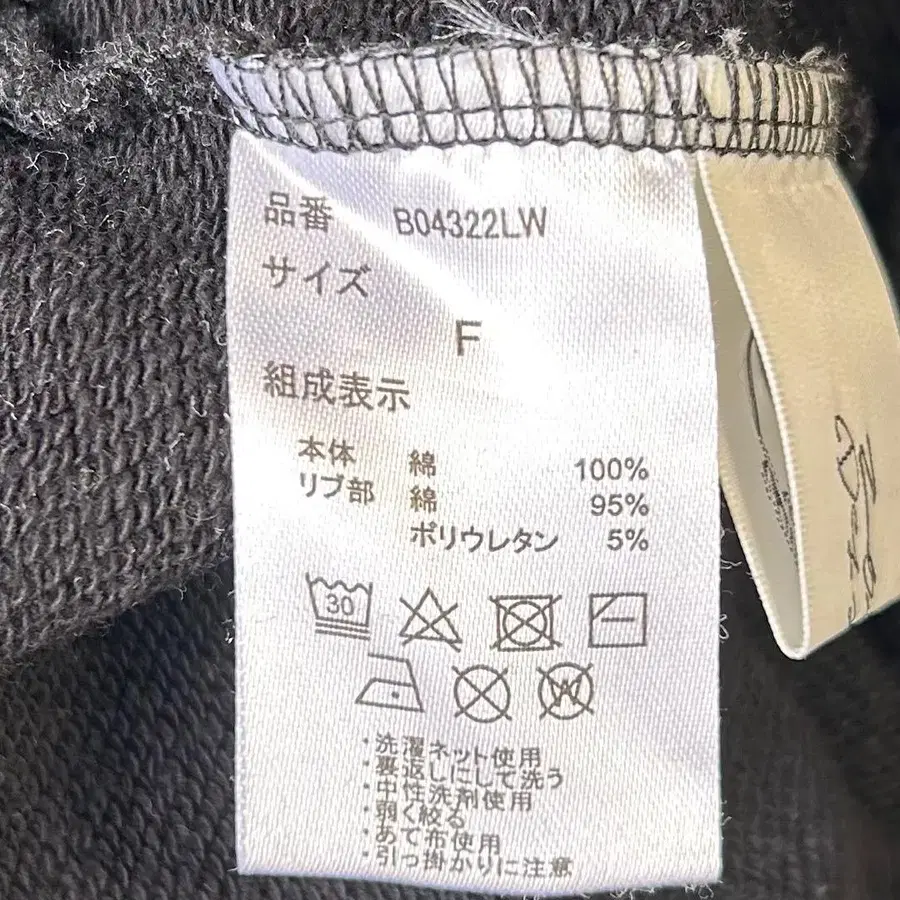 品番 B04322LW
サイズ
F
組成表示
本体 綿 100%
リブ部 綿 95%
ポリウレタン 5%
30
W
・洗濯ネット使用
・裏返しにして洗う
・中性洗剤使用
・弱く絞る
・あて布使用
・引っ掛かりに注意